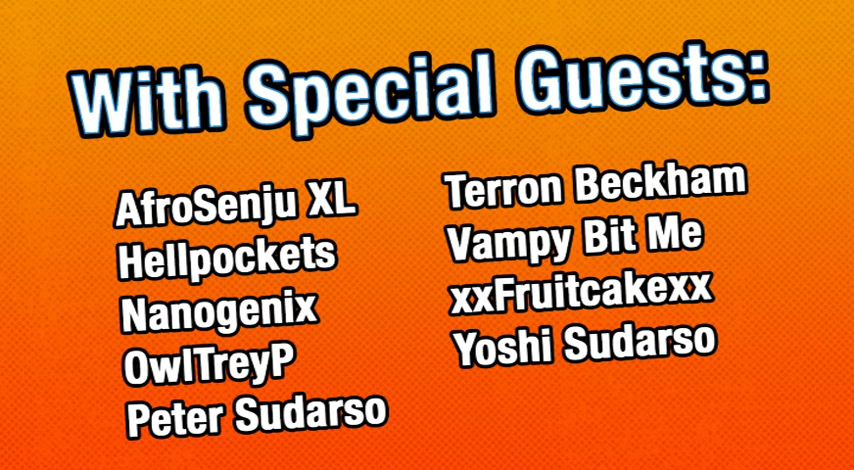 With Special Guests:
AfroSenju XL
Hellpockets
Nanogenix
OwlTreyP
Peter Sudarso
Terron Beckham
Vampy Bit Me
xxFruitcakexx
Yoshi Sudarso